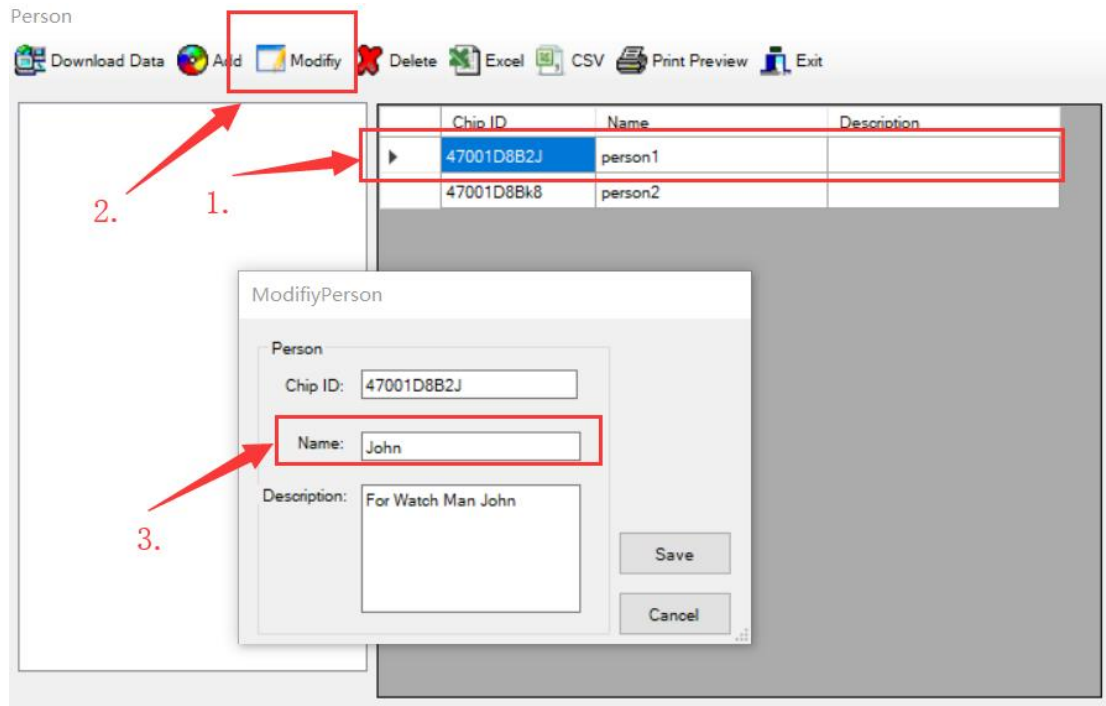 Person
Download Data Add Modifiy Delete Excel CSV Print Preview Exit
Chip ID Name Description
47001D8B2J person1
47001D8Bk8 person2
1.
2.
ModifiyPerson
Person
Chip ID: 47001D8B2J
Name: John
Description: For Watch Man John
3.
Save
Cancel